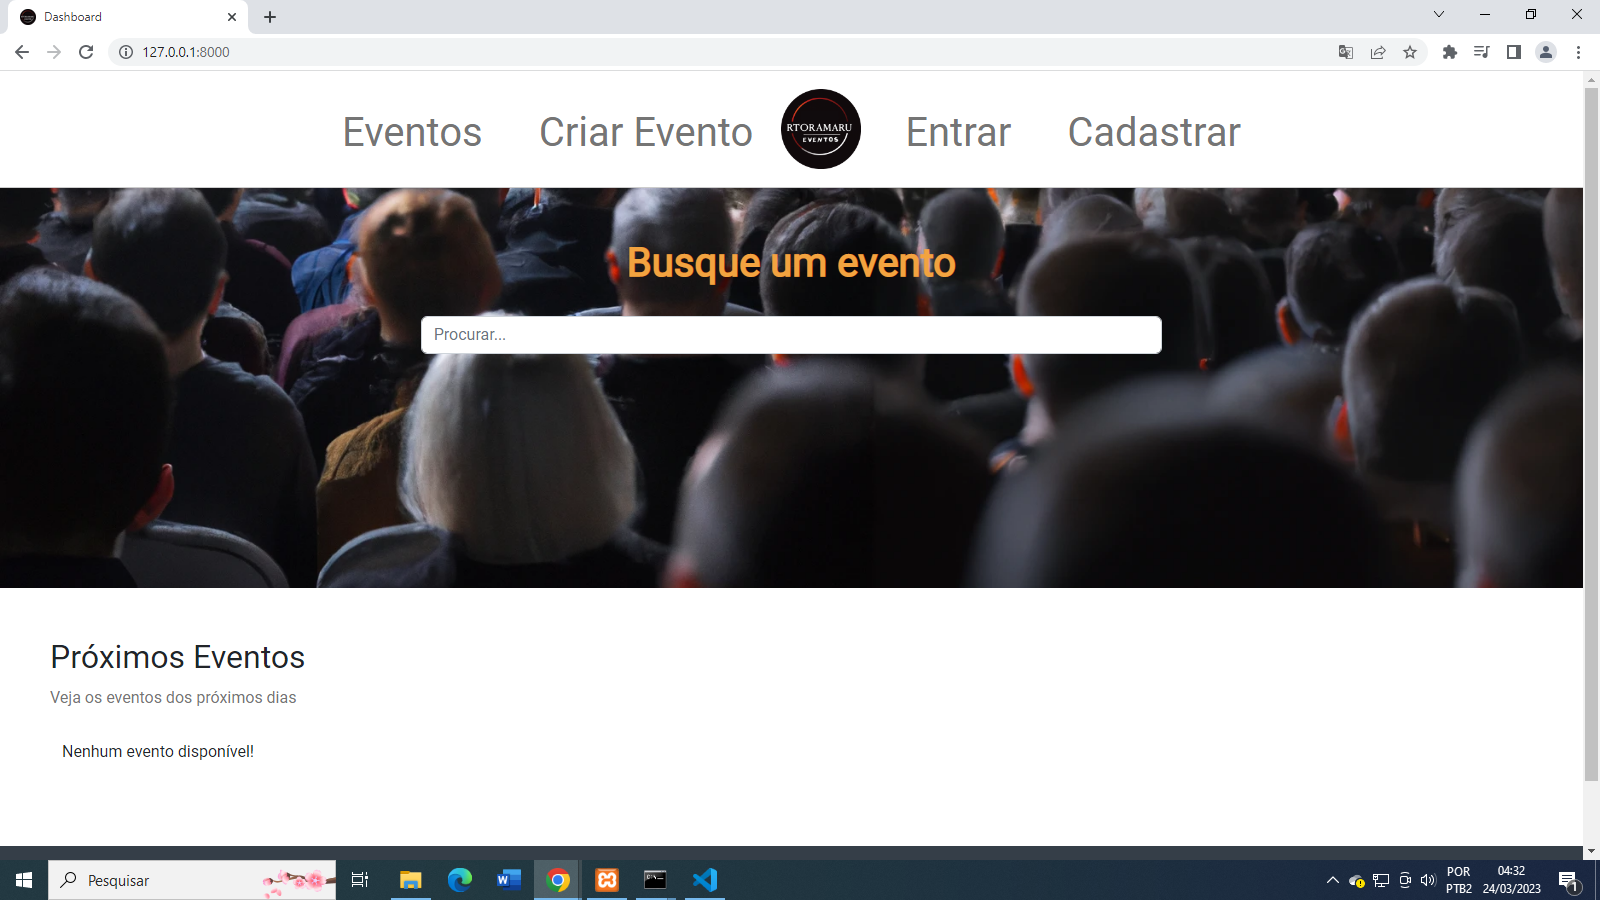 Dashboard
127.0.0.1:8000
Eventos Criar Evento RTORAMARU EVENTOS Entrar Cadastrar
Busque um evento
Procurar...
Próximos Eventos
Veja os eventos dos próximos dias
Nenhum evento disponível!
Pesquisar
POR
PTB2
04:32
24/03/2023
1